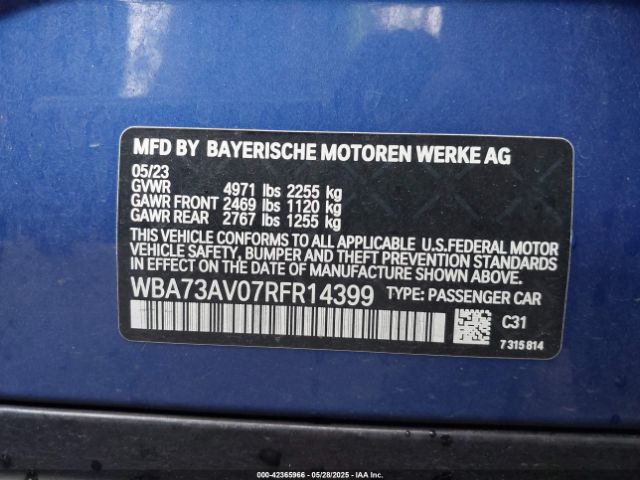 MFD BY BAYERISCHE MOTOREN WERKE AG
05/23
GVWR 4971 lbs 2255 kg
GAWR FRONT 2469 lbs 1120 kg
GAWR REAR 2767 lbs 1255 kg
THIS VEHICLE CONFORMS TO ALL APPLICABLE U.S.FEDERAL MOTOR
VEHICLE SAFETY, BUMPER, AND THEFT PREVENTION STANDARDS IN
EFFECT ON THE DATE OF MANUFACTURE SHOWN ABOVE.
WBA73AV07RFR14399 TYPE: PASSENGER CAR
C31
7 315 814
000-42365966 - 05/28/2025 - IAAI.com